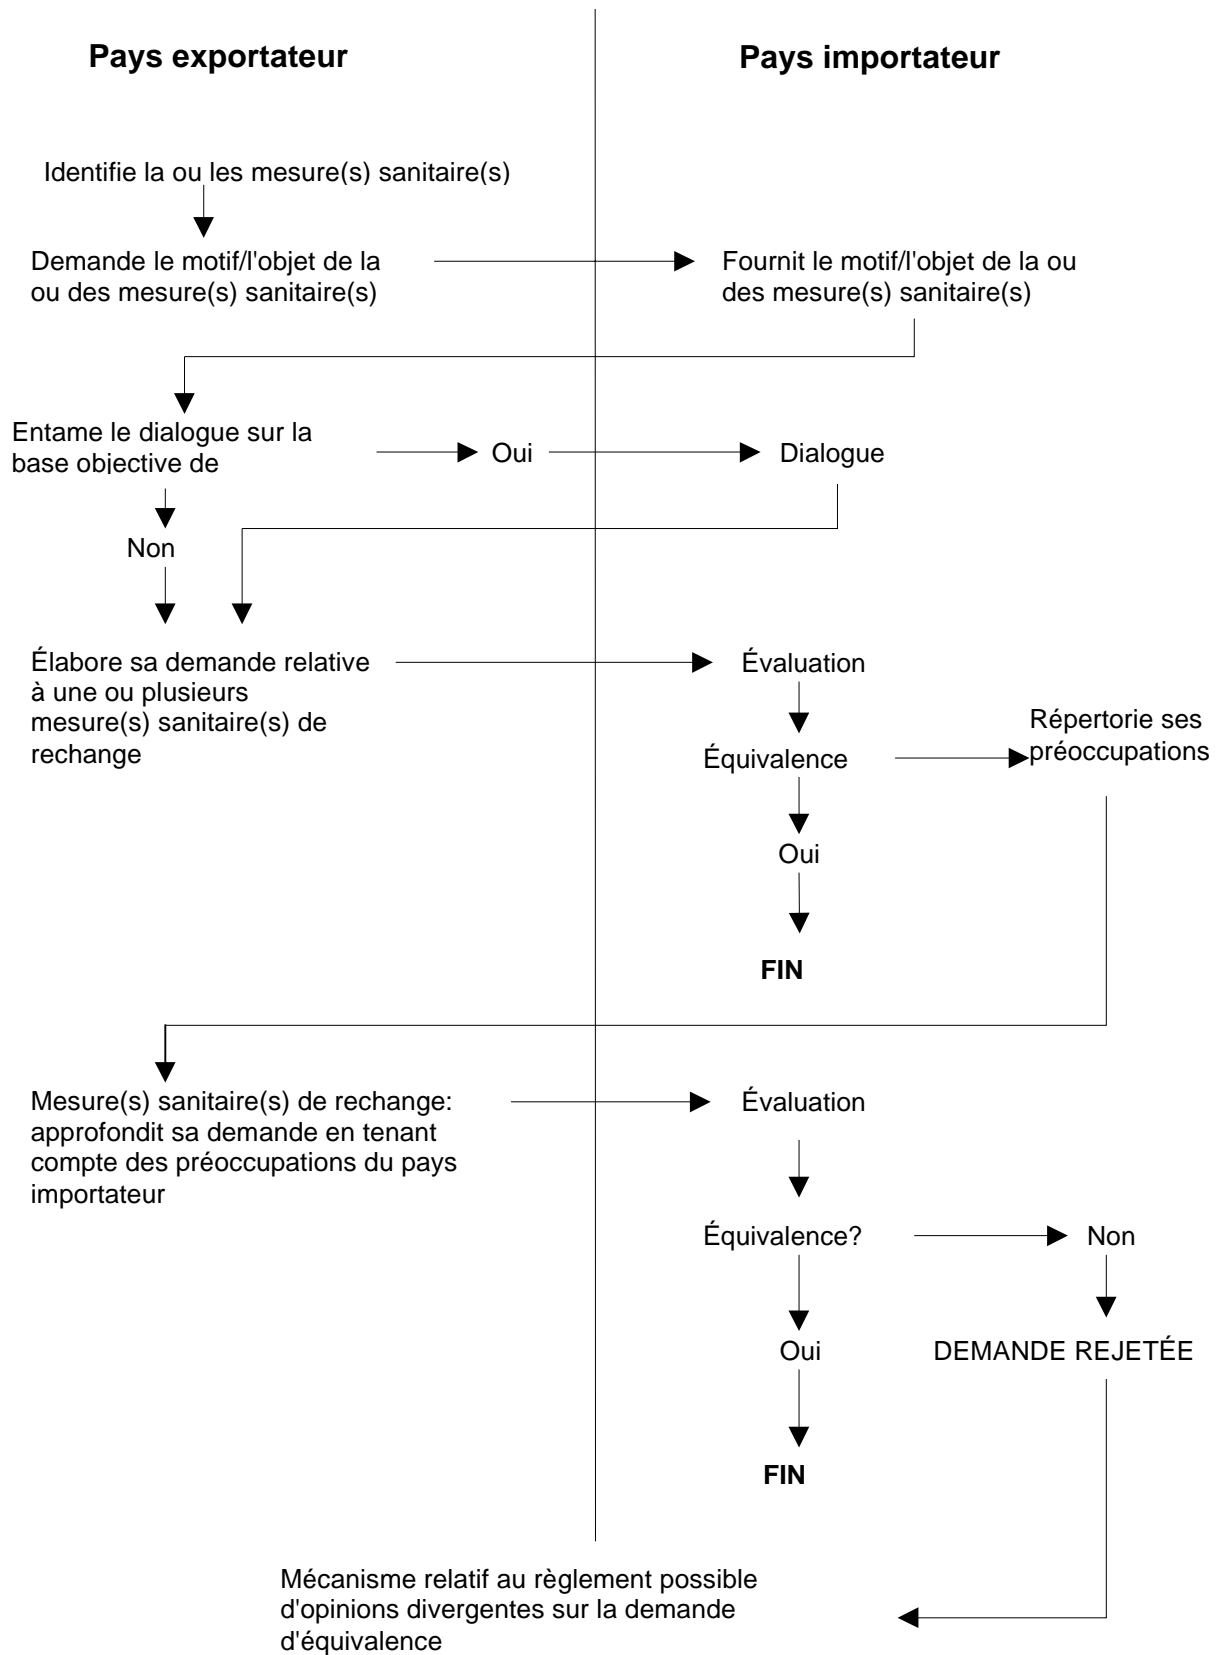 Pays exportateur
Pays importateur
Identifie la ou les mesure(s) sanitaire(s)
Demande le motif/l'objet de la
ou des mesure(s) sanitaire(s)
Fournit le motif/l'objet de la ou
des mesure(s) sanitaire(s)
Entame le dialogue sur la
base objective de
Oui
Dialogue
Non
Élabore sa demande relative
à une ou plusieurs
mesure(s) sanitaire(s) de
rechange
Évaluation
Équivalence
Répertorie ses
préoccupations
Oui
FIN
Mesure(s) sanitaire(s) de rechange:
approfondit sa demande en tenant
compte des préoccupations du pays
importateur
Évaluation
Équivalence?
Non
Oui
DEMANDE REJETÉE
FIN
Mécanisme relatif au règlement possible
d'opinions divergentes sur la demande
d'équivalence